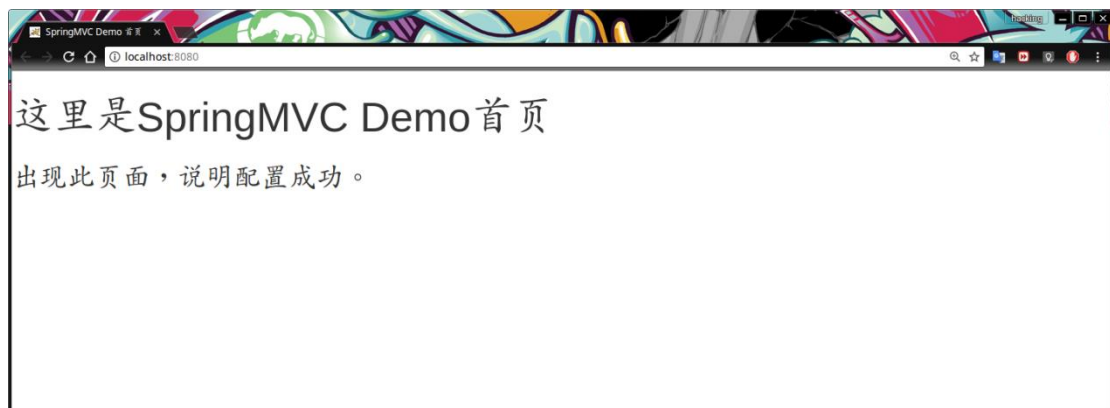 SpringMVC Demo 首页
hacking
localhost:8080
这里是SpringMVC Demo首页
出现此页面，说明配置成功。